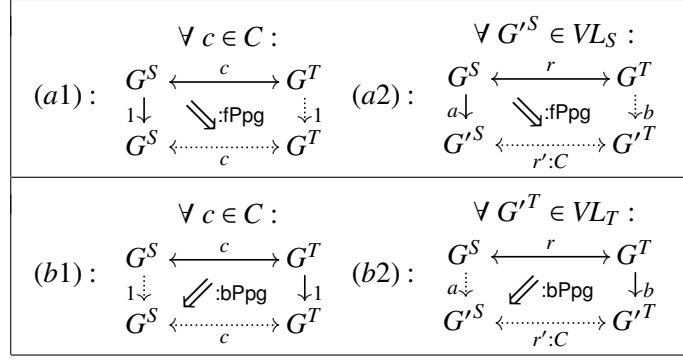 ∀ c ∈ C : ∀ G′^S ∈ VL_S :
(a1) : G^S c G^T (a2) : G^S r G^T
1 :fPpg 1 a :fPpg b
G^S c G^T G′^S r′:C G′^T
∀ c ∈ C : ∀ G′^T ∈ VL_T :
(b1) : G^S c G^T (b2) : G^S r G^T
1 :bPpg 1 a :bPpg b
G^S c G^T G′^S r′:C G′^T